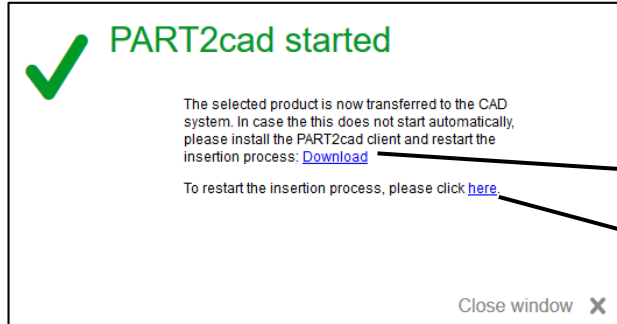 PART2cad started
The selected product is now transferred to the CAD
system. In case the this does not start automatically,
please install the PART2cad client and restart the
insertion process: Download
To restart the insertion process, please click here.
Close window X